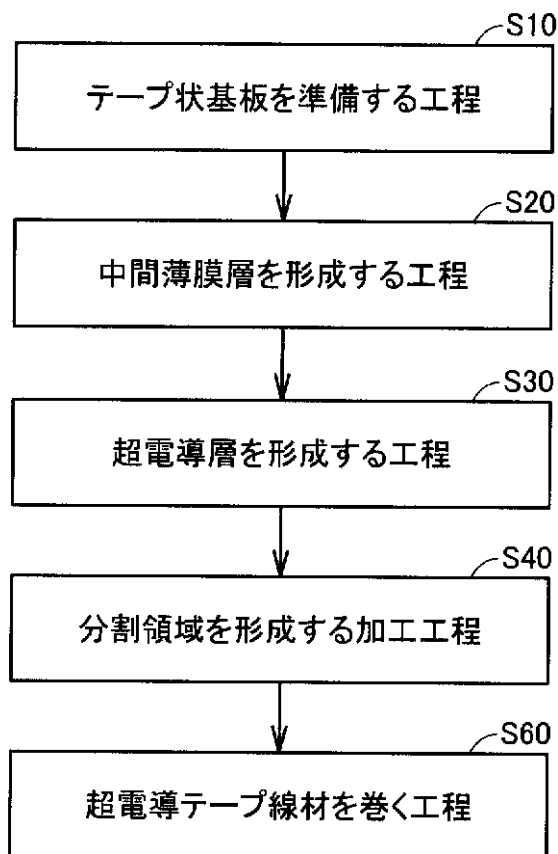 S10
テープ状基板を準備する工程
S20
中間薄膜層を形成する工程
S30
超電導層を形成する工程
S40
分割領域を形成する加工工程
S60
超電導テープ線材を巻く工程